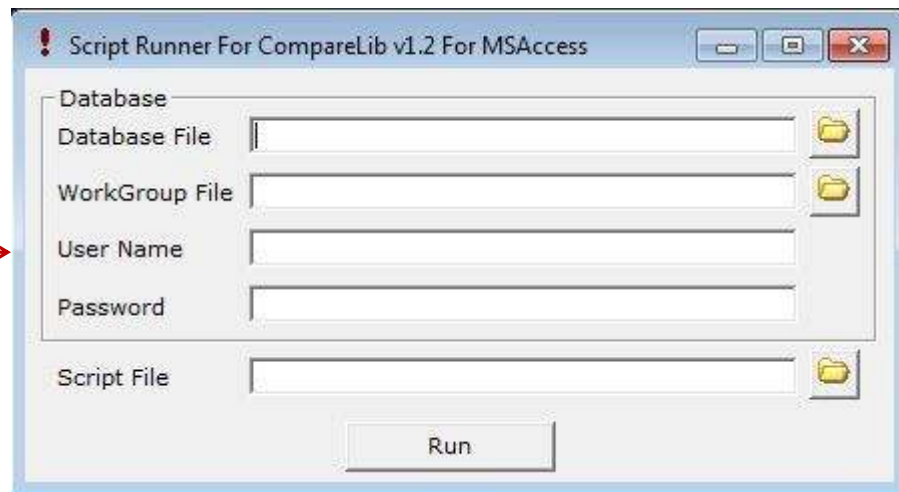 Script Runner For CompareLib v1.2 For MSAccess
Database
Database File
WorkGroup File
User Name
Password
Script File
Run